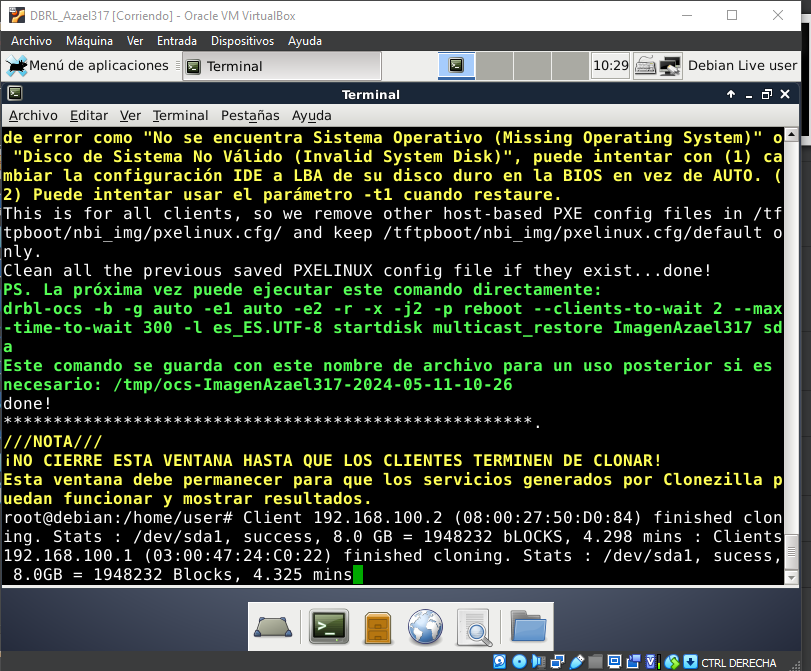 DBRL_Azael317 [Corriendo] - Oracle VM VirtualBox
Archivo Máquina Ver Entrada Dispositivos Ayuda
Menú de aplicaciones Terminal 10:29 Debian Live user
Terminal
Archivo Editar Ver Terminal Pestañas Ayuda
de error como "No se encuentra Sistema Operativo (Missing Operating System)" o
"Disco de Sistema No Válido (Invalid System Disk)", puede intentar con (1) ca
mbiar la configuración IDE a LBA de su disco duro en la BIOS en vez de AUTO. (
2) Puede intentar usar el parámetro -t1 cuando restaure.
This is for all clients, so we remove other host-based PXE config files in /tf
tpboot/nbi_img/pxelinux.cfg/ and keep /tftpboot/nbi_img/pxelinux.cfg/default o
nly.
Clean all the previous saved PXELINUX config file if they exist...done!
PS. La próxima vez puede ejecutar este comando directamente:
drbl-ocs -b -g auto -e1 auto -e2 -r -x -j2 -p reboot --clients-to-wait 2 --max
-time-to-wait 300 -l es_ES.UTF-8 startdisk multicast_restore ImagenAzael317 sd
a
Este comando se guarda con este nombre de archivo para un uso posterior si es
necesario: /tmp/ocs-ImagenAzael317-2024-05-11-10-26
done!
*****************************************************.
///NOTA///
¡NO CIERRE ESTA VENTANA HASTA QUE LOS CLIENTES TERMINEN DE CLONAR!
Esta ventana debe permanecer para que los servicios generados por Clonezilla p
uedan funcionar y mostrar resultados.
root@debian:/home/user# Client 192.168.100.2 (08:00:27:50:D0:84) finished clon
ing. Stats : /dev/sda1, success, 8.0 GB = 1948232 bLOCKS, 4.298 mins : Clients
192.168.100.1 (03:00:47:24:C0:22) finished cloning. Stats : /dev/sda1, sucess,
8.0GB = 1948232 Blocks, 4.325 mins
CTRL DERECHA